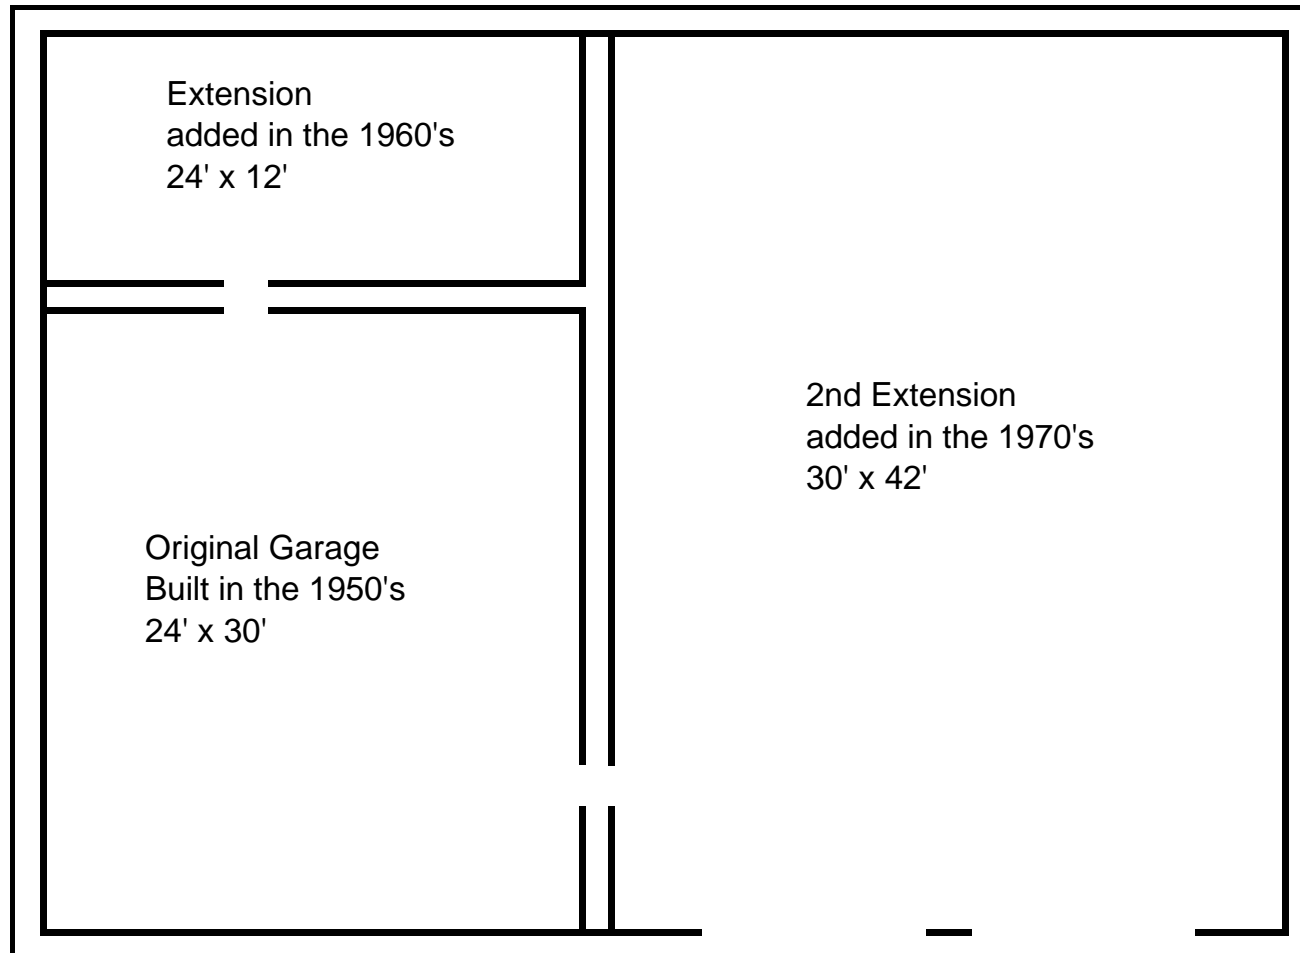 Extension
added in the 1960's
24' x 12'
2nd Extension
added in the 1970's
30' x 42'
Original Garage
Built in the 1950's
24' x 30'